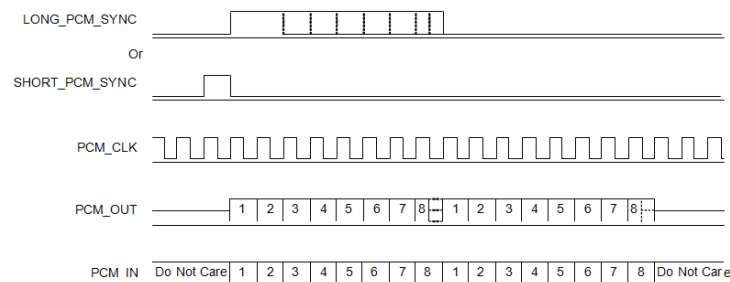 LONG_PCM_SYNC
Or
SHORT_PCM_SYNC
PCM_CLK
PCM_OUT 1 2 3 4 5 6 7 8 1 2 3 4 5 6 7 8
PCM IN Do Not Care 1 2 3 4 5 6 7 8 1 2 3 4 5 6 7 8 Do Not Care